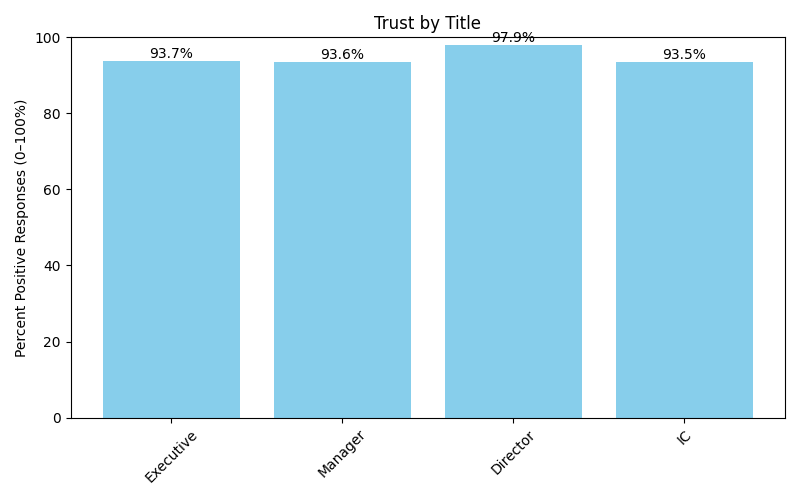 Trust by Title
Percent Positive Responses (0–100%)
100
80
60
40
20
0
93.7%
93.6%
97.9%
93.5%
Executive
Manager
Director
IC